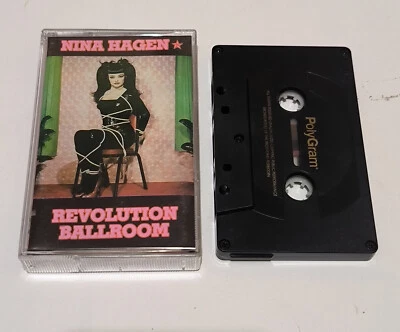 NINA HAGEN★
REVOLUTION
BALLROOM
PolyGram